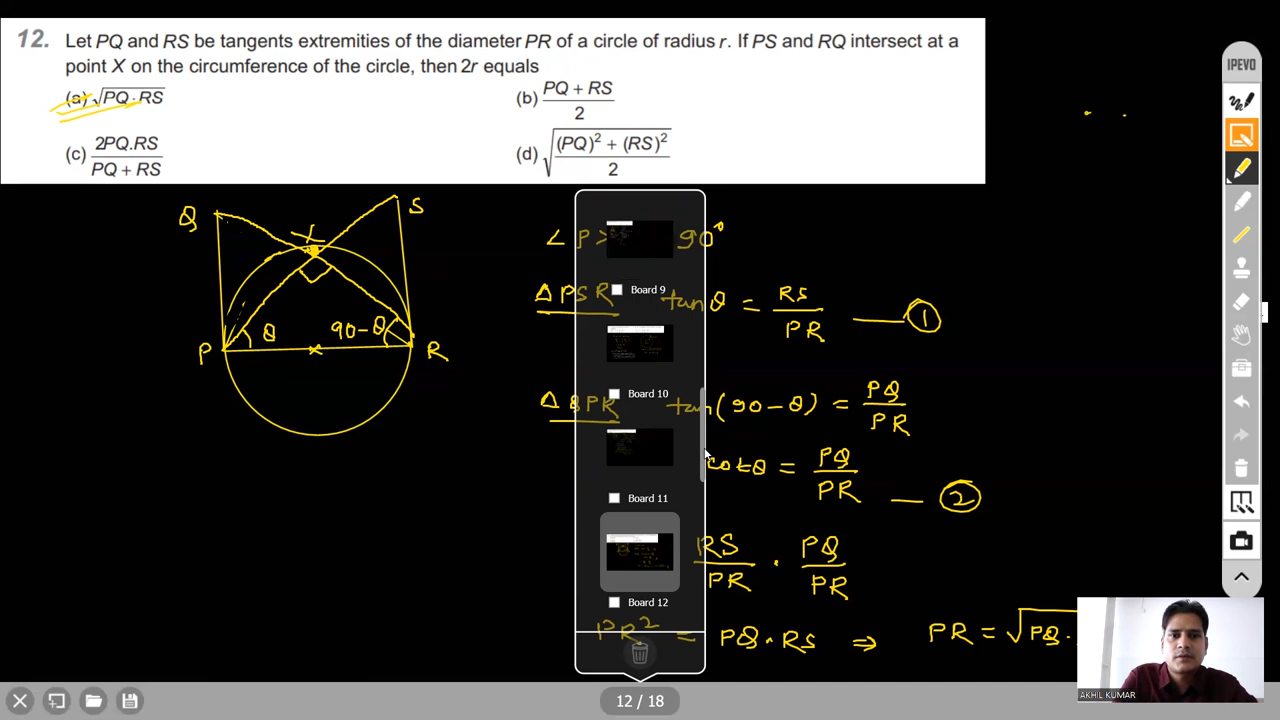 12. Let PQ and RS be tangents extremities of the diameter PR of a circle of radius r. If PS and RQ intersect at a
point X on the circumference of the circle, then 2r equals
(a) √PQ·RS
(b) PQ + RS / 2
(c) 2PQ.RS / PQ + RS
(d) √(PQ)² + (RS)² / 2
IPEVO
Q
S
X
P
θ
90-θ
R
∠P 90°
Board 9
△PSR tanθ = RS / PR — ①
Board 10
△QPR tan(90-θ) = PQ / PR
cotθ = PQ / PR — ②
Board 11
RS / PR · PQ / PR
Board 12
PR² = PQ·RS ⇒ PR = √PQ·
AKHIL KUMAR
12 / 18